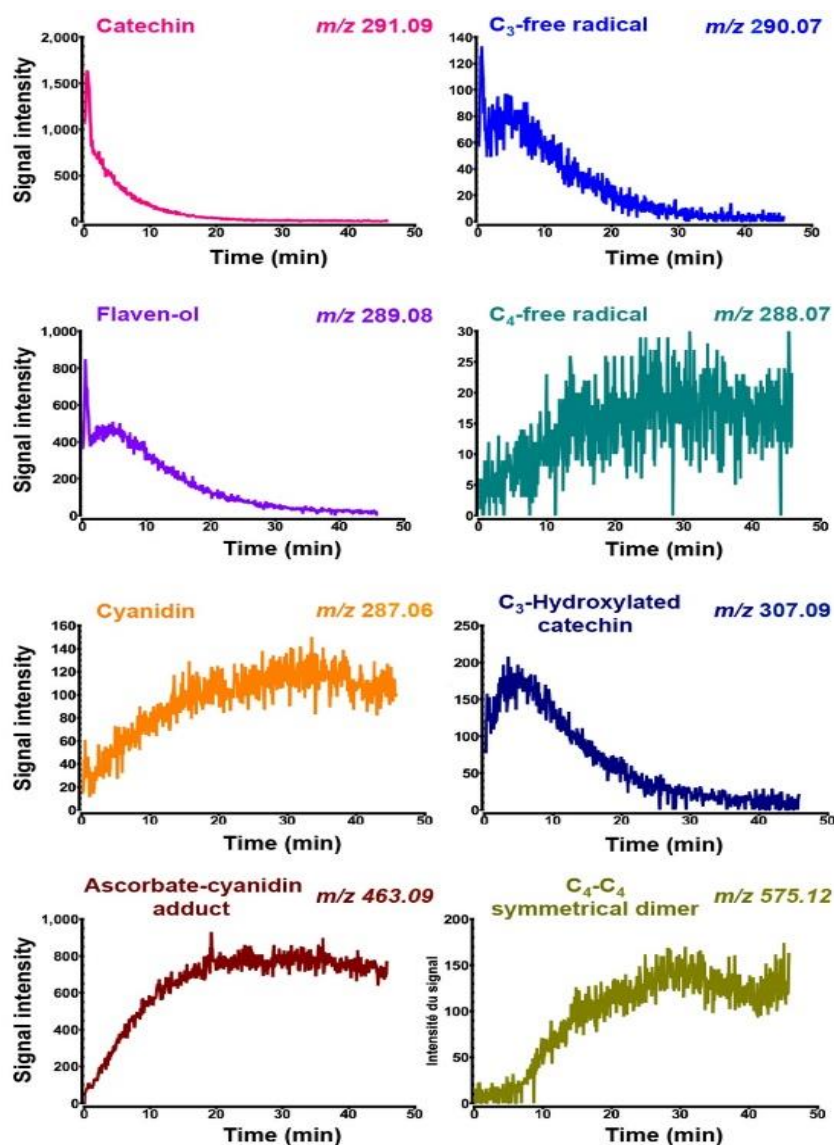 Catechin m/z 291.09
Signal intensity
2,000
1,500
1,000
500
0
0 10 20 30 40 50
Time (min)
C3-free radical m/z 290.07
140
120
100
80
60
40
20
0
0 10 20 30 40 50
Time (min)
Flaven-ol m/z 289.08
Signal intensity
1,000
800
600
400
200
0
0 10 20 30 40 50
Time (min)
C4-free radical m/z 288.07
30
25
20
15
10
5
0
0 10 20 30 40 50
Time (min)
Cyanidin m/z 287.06
Signal intensity
160
140
120
100
80
60
40
20
0
0 10 20 30 40 50
Time (min)
C3-Hydroxylated m/z 307.09
catechin
250
200
150
100
50
0
0 10 20 30 40 50
Time (min)
Ascorbate-cyanidin m/z 463.09
adduct
Signal intensity
1,000
800
600
400
200
0
0 10 20 30 40 50
Time (min)
C4-C4 m/z 575.12
symmetrical dimer
Intensité du signal
200
150
100
50
0
0 10 20 30 40 50
Time (min)